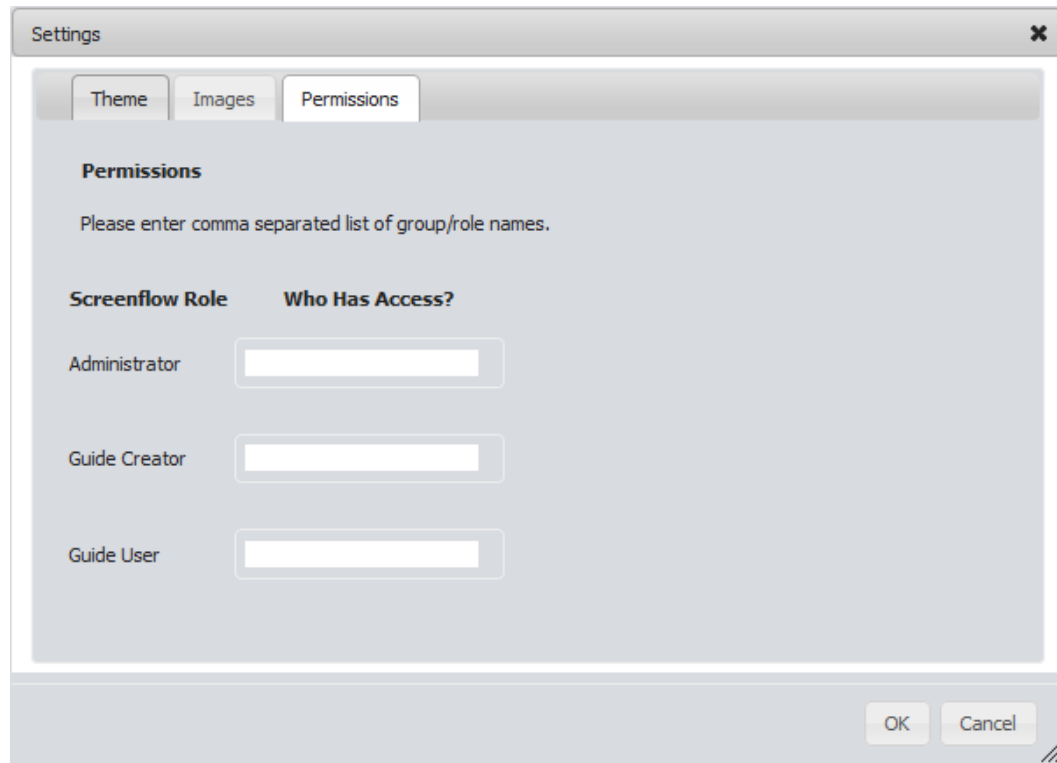 Settings
Theme Images Permissions
Permissions
Please enter comma separated list of group/role names.
Screenflow Role Who Has Access?
Administrator
Guide Creator
Guide User
OK Cancel